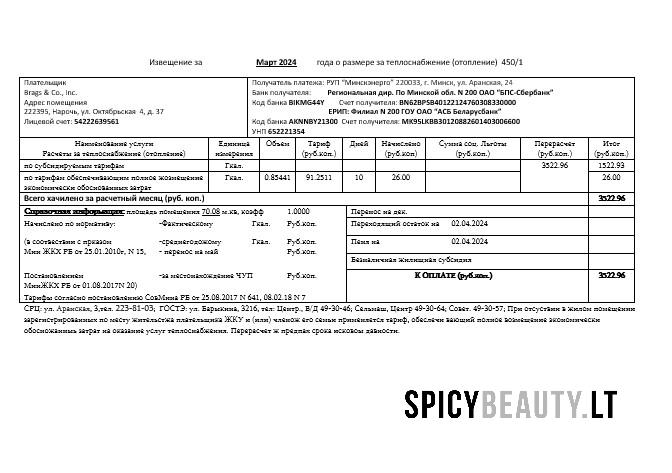 Извещение за Март 2024 года о размере за теплоснабжение (отопление) 450/1
Плательщик
Brags & Co., Inc.
Адрес помещения
222395, Нарочь, ул. Октябрьская 4, д. 37
Лицевой счет: 54222639561
Получатель платежа: РУП "Минскэнерго" 220033, г. Минск, ул. Аранская, 24
Банк получателя: Региональная дир. По Минской обл. N 200 ОАО "БПС-Сбербанк"
Код банка BIKMG44Y Счет получителя: BN62BPSB40122124760308330000
ЕРИП: Филиал N 200 ГОУ ОАО "АСБ Беларусбанк"
Код банка AKNNBY21300 Счет получителя: MK95LKBB30120882601403006600
УНП 652221354
Наименование услуги
Расчеты за теплоснабжение (отопление)
Единица измерения
Объем
Тариф (руб.коп.)
Дней
Начислено (руб.коп)
Сумма соц. Льготы (руб.коп.)
Перерасчет (руб.коп.)
Итог (руб.коп)
по субсидируемым тарифам Гкал. 3522.96 1522.93
по тарифам обеспечивающим полное изомещение экономически обоснованных затрат Гкал. 0.85441 91.2511 10 26.00 26.00
Всего хачилено за расчетный месяц (руб. коп.) 3522.96
Справочная информация: площадь помещения 70.08 м.кв, коэфф 1.0000
Начислено по нормативу: -Фактическому Гкал. Руб.коп.
(в соотвествии с приказом -среднегодовому Гкал. Руб.коп.
Мин ЖКХ РБ от 25.01.2010г, N 15, - перенос на май Руб.коп.
Постановлением -за местонахождение ЧУП Руб.коп.
МинЖКХ РБ от 01.08.2017N 20)
Тарифы согласно постановлению СовМина РБ от 25.08.2017 N 641, 08.02.18 N 7
Перенос на дек.
Переходящий остаток на 02.04.2024
Пеня на 02.04.2024
Безналичная жилищная субсидия
К ОПЛАТЕ (руб.коп.) 3522.96
СРЦ: ул. Аранская, 3,тел. 223-81-03; ГОСТЭ: ул. Барыкина, 321б, тел: Центр., В/Д 49-30-46; Сельмаш, Центр 49-30-64; Совет. 49-30-57; При отсуствии в жилом помещении
зарегистрированных по месту жительства плательщика ЖКУ и (или) членом его семьи применяется тариф, обеспечивающий полное возмещение экономически
обосножаных затрат на оказание услуг теплоснабжения. Перерасчет ж предпах срока исковои давности.
SPICYBEAUTY.LT